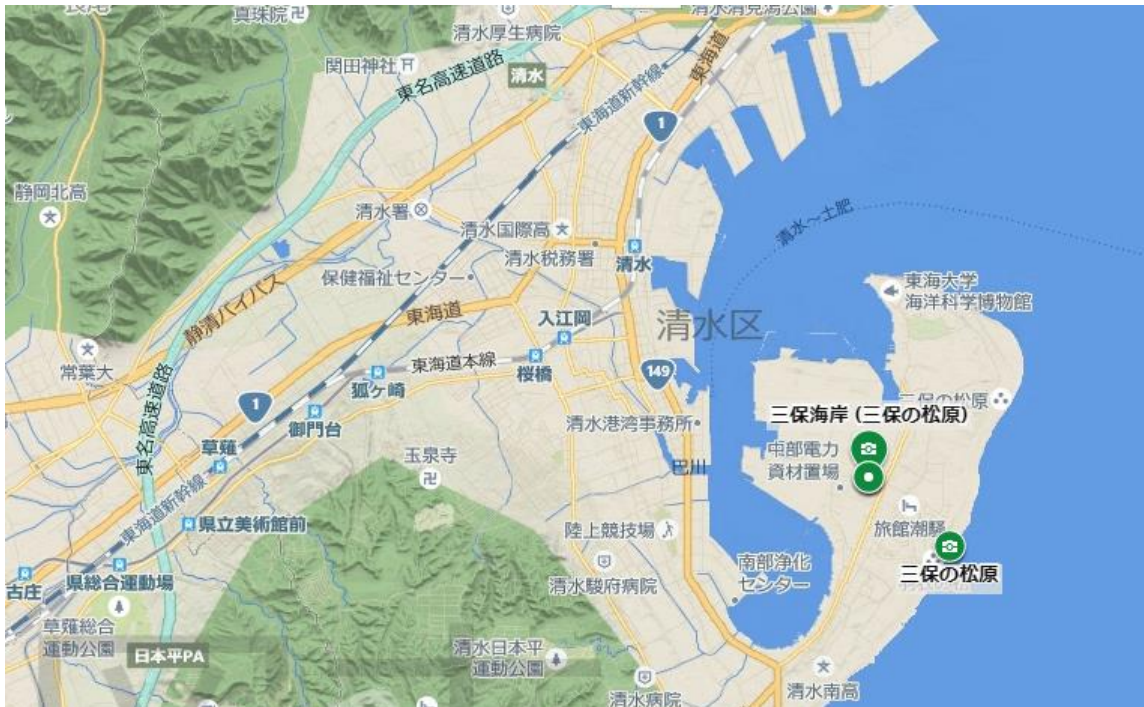 真珠院
清水厚生病院
関田神社
清水
東名高速道路
東海道新幹線
東海道
1
静岡北高
清水署
清水国際高
清水税務署
清水
清水～土肥
保健福祉センター
静清バイパス
東海道
入江岡
清水区
東海大学
海洋科学博物館
常葉大
東海道本線
桜橋
149
狐ヶ崎
1
御門台
三保の松原
三保海岸 (三保の松原)
清水港湾事務所
中部電力
資材置場
草薙
玉泉寺
巴川
東名高速道路
東海道新幹線
県立美術館前
陸上競技場
旅館潮騒
三保の松原
古庄
県総合運動場
清水駿府病院
南部浄化
センター
草薙総合
運動公園
日本平PA
清水日本平
運動公園
清水病院
清水南高